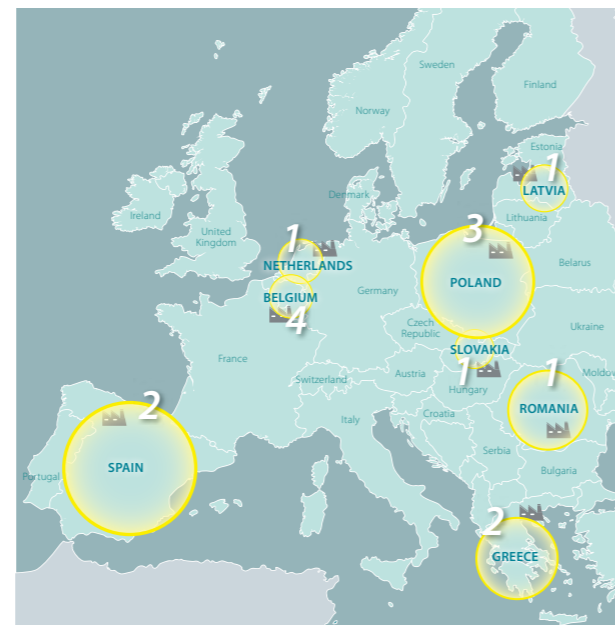 Sweden
Finland
Norway
Estonia
1
LATVIA
Denmark
Lithuania
Ireland
United
Kingdom
1
NETHERLANDS
3
POLAND
Belarus
BELGIUM
4
Germany
Czech
Republic
Ukraine
SLOVAKIA
1
France
Switzerland
Austria
Hungary
1
Moldov
ROMANIA
2
Italy
Croatia
Serbia
Bulgaria
Portugal
SPAIN
2
GREECE